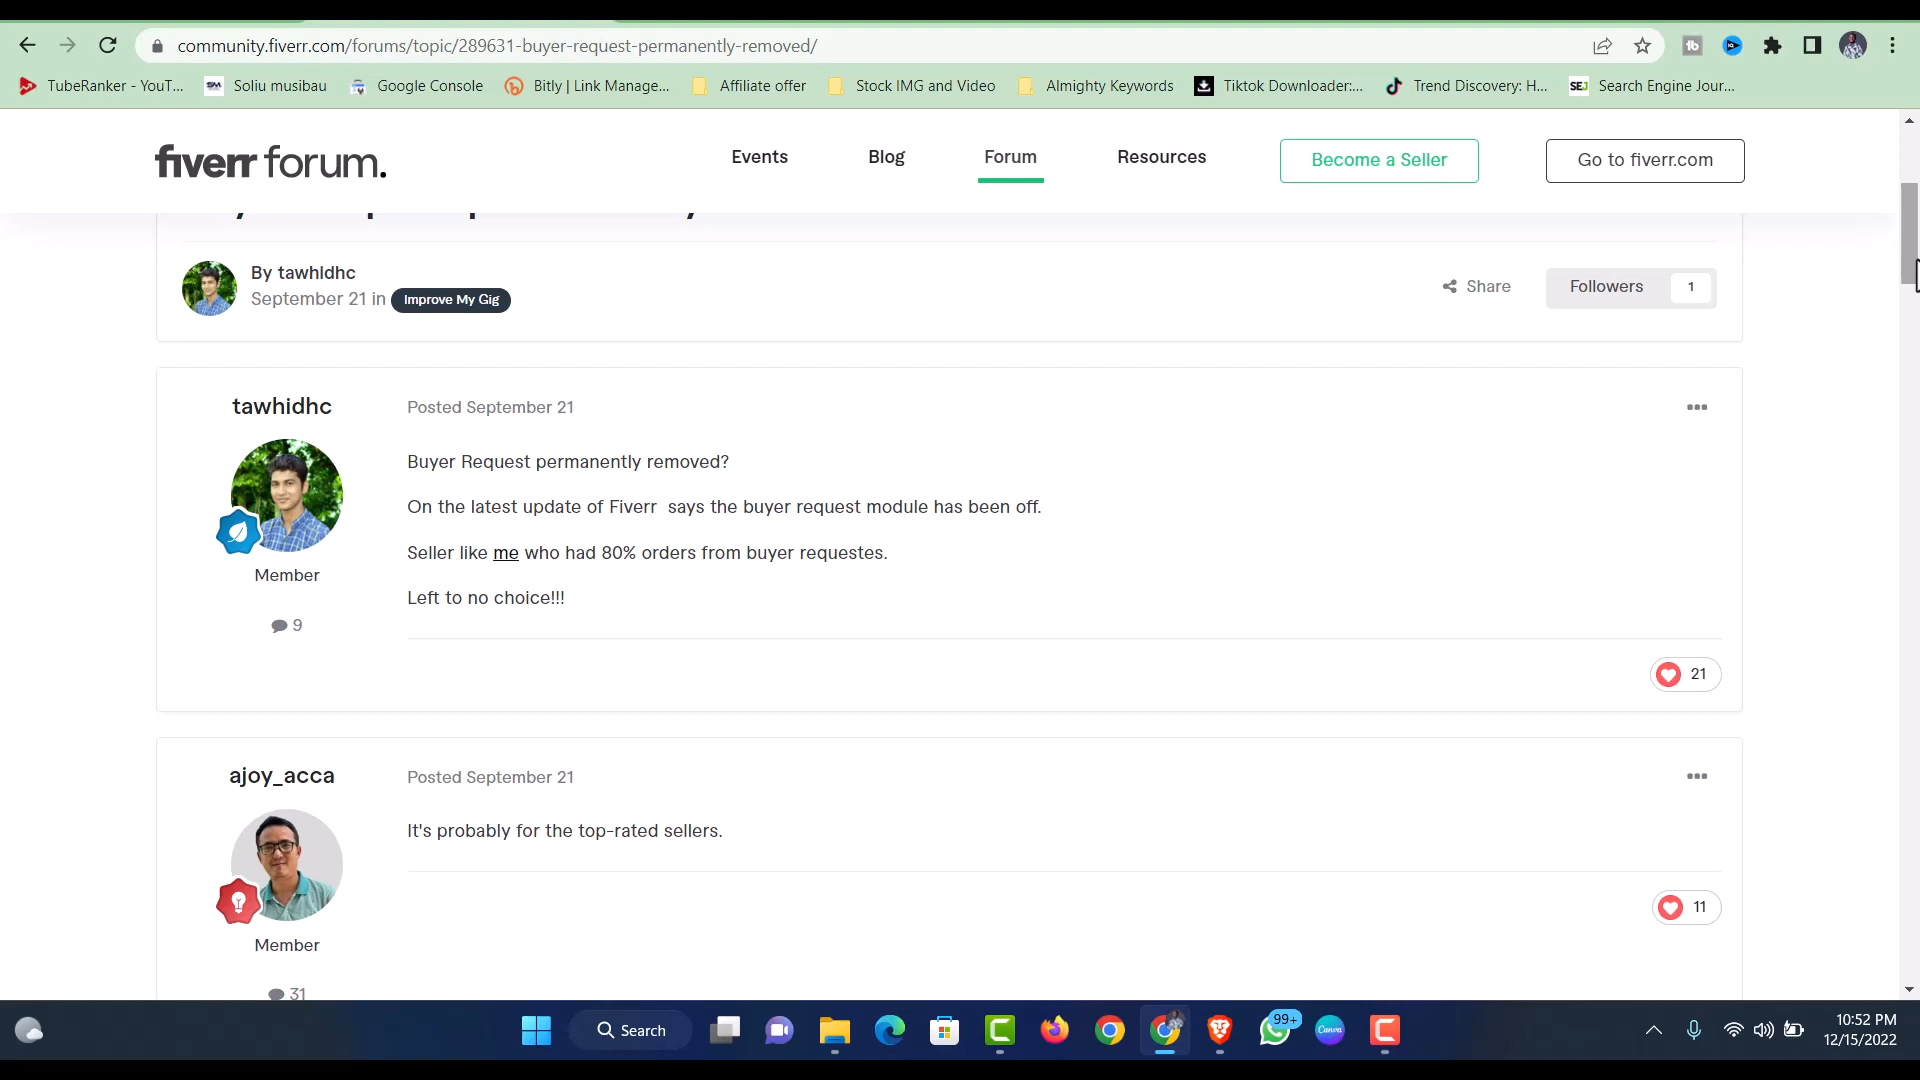 community.fiverr.com/forums/topic/289631-buyer-request-permanently-removed/
TubeRanker - YouT...
Soliu musibau
Google Console
Bitly | Link Manage...
Affiliate offer
Stock IMG and Video
Almighty Keywords
Tiktok Downloader:...
Trend Discovery: H...
SEJ
Search Engine Jour...
fiverr forum.
Events
Blog
Forum
Resources
Become a Seller
Go to fiverr.com
By tawhidhc
September 21 in Improve My Gig
Share
Followers 1
tawhidhc
Posted September 21
Member
9
Buyer Request permanently removed?
On the latest update of Fiverr  says the buyer request module has been off.
Seller like me who had 80% orders from buyer requestes.
Left to no choice!!!
21
ajoy_acca
Posted September 21
Member
31
It's probably for the top-rated sellers.
11
Search
99+
Canva
10:52 PM
12/15/2022